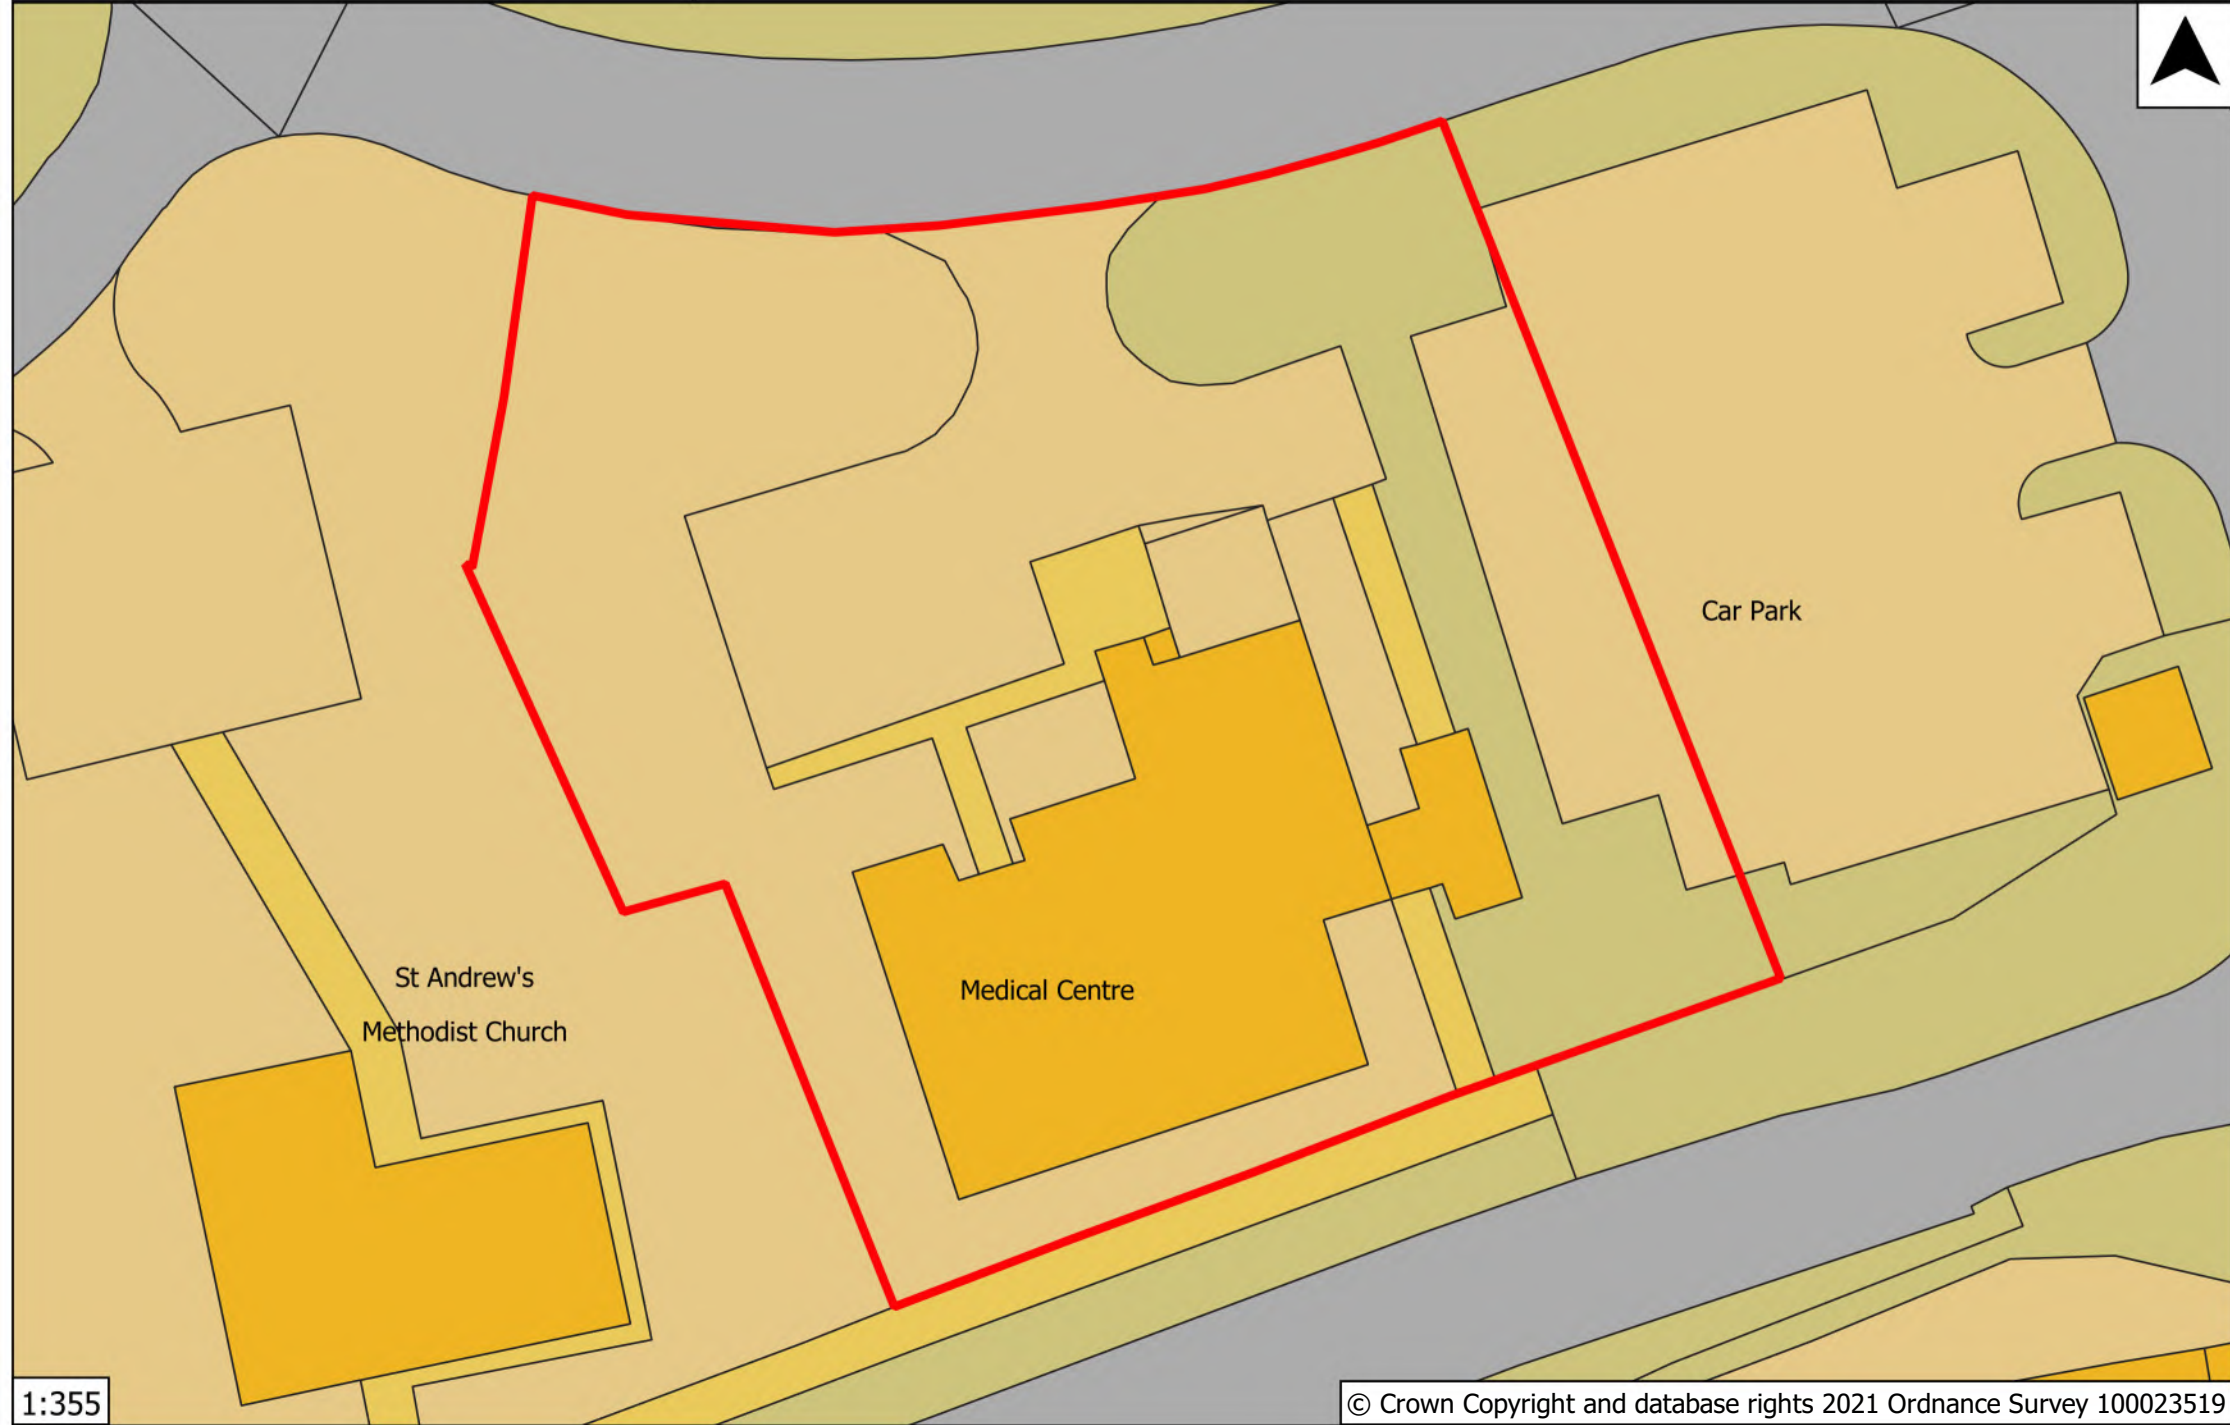 Car Park
St Andrew's
Methodist Church
Medical Centre
1:355
© Crown Copyright and database rights 2021 Ordnance Survey 100023519